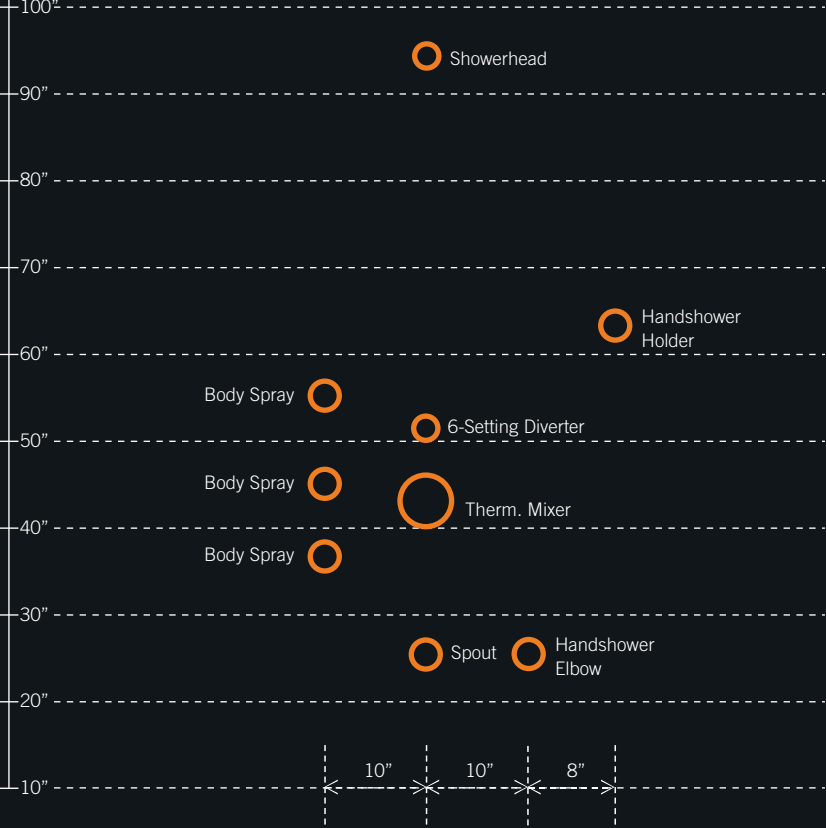 100”
Showerhead
90”
80”
70”
Handshower
Holder
60”
Body Spray
6-Setting Diverter
50”
Body Spray
Therm. Mixer
40”
Body Spray
30”
Spout
Handshower
Elbow
20”
10”
10”
8”
10”